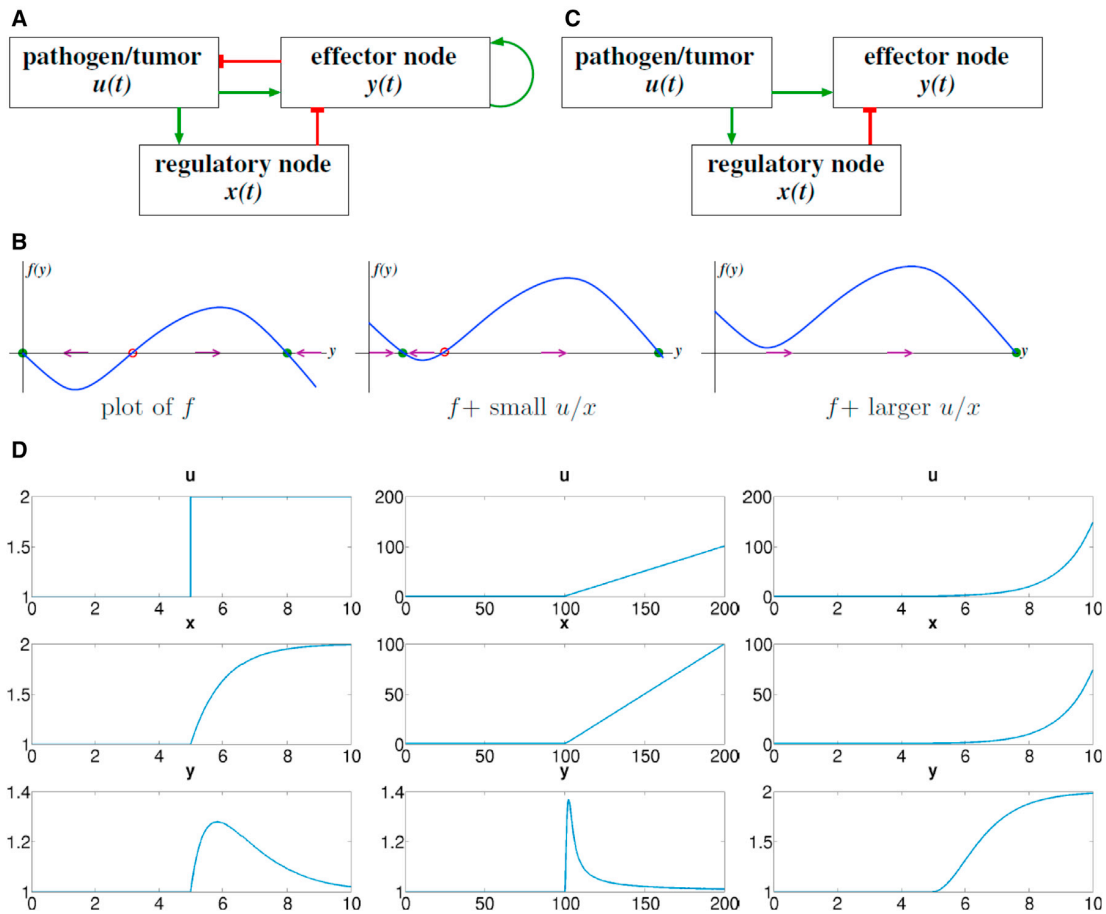 A
C
pathogen/tumor
u(t)
effector node
y(t)
regulatory node
x(t)
pathogen/tumor
u(t)
effector node
y(t)
regulatory node
x(t)
B
f(y)
y
plot of f
f(y)
y
f + small u/x
f(y)
y
f + larger u/x
D
u
2
1.5
1
0 2 4 6 8 10
u
200
100
0
0 50 100 150 200
u
200
100
0
0 2 4 6 8 10
x
2
1.5
1
0 2 4 6 8 10
x
100
50
0
0 50 100 150 200
x
100
50
0
0 2 4 6 8 10
y
1.4
1.2
1
0 2 4 6 8 10
y
1.4
1.2
1
0 50 100 150 200
y
2
1.5
1
0 2 4 6 8 10